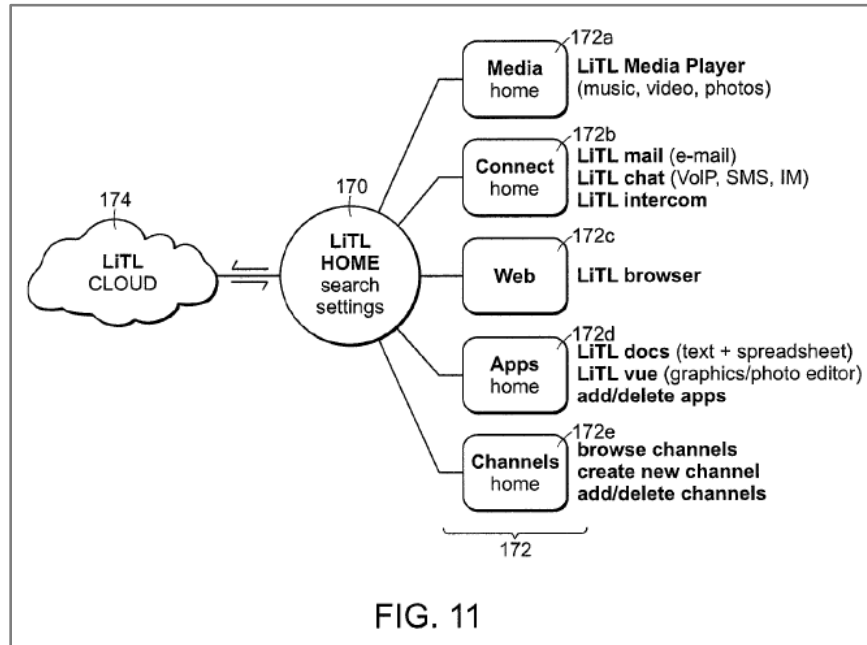 172a
Media
home
LiTL Media Player
(music, video, photos)
172b
Connect
home
LiTL mail (e-mail)
LiTL chat (VoIP, SMS, IM)
LiTL intercom
174
LiTL
CLOUD
170
LiTL
HOME
search
settings
172c
Web
LiTL browser
172d
Apps
home
LiTL docs (text + spreadsheet)
LiTL vue (graphics/photo editor)
add/delete apps
172e
Channels
home
browse channels
create new channel
add/delete channels
172
FIG. 11